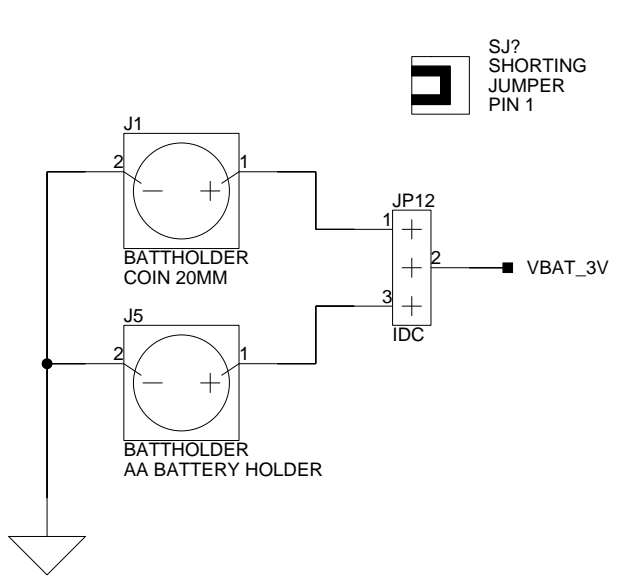 SJ?
SHORTING
JUMPER
PIN 1
J1
2
1
BATTHOLDER
COIN 20MM
JP12
1
2
3
IDC
VBAT_3V
J5
2
1
BATTHOLDER
AA BATTERY HOLDER